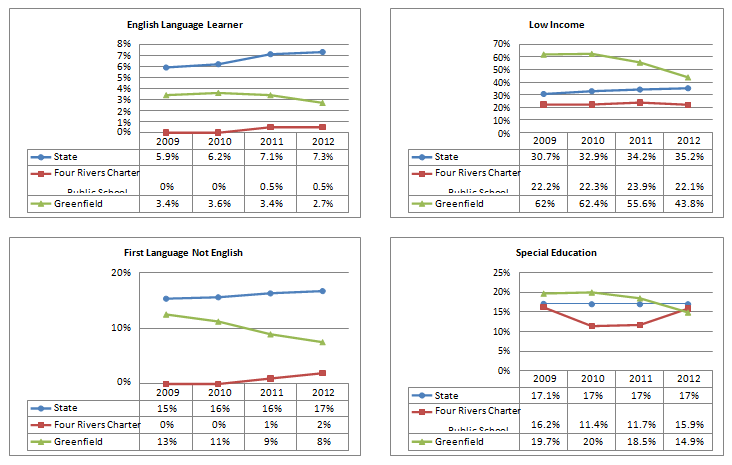 English Language Learner
8%
7%
6%
5%
4%
3%
2%
1%
0%
2009 2010 2011 2012
State 5.9% 6.2% 7.1% 7.3%
Four Rivers Charter
Public School 0% 0% 0.5% 0.5%
Greenfield 3.4% 3.6% 3.4% 2.7%
Low Income
70%
60%
50%
40%
30%
20%
10%
0%
2009 2010 2011 2012
State 30.7% 32.9% 34.2% 35.2%
Four Rivers Charter
Public School 22.2% 22.3% 23.9% 22.1%
Greenfield 62% 62.4% 55.6% 43.8%
First Language Not English
20%
10%
0%
2009 2010 2011 2012
State 15% 16% 16% 17%
Four Rivers Charter 0% 0% 1% 2%
Greenfield 13% 11% 9% 8%
Special Education
25%
20%
15%
10%
5%
0%
2009 2010 2011 2012
State 17.1% 17% 17% 17%
Four Rivers Charter
Public School 16.2% 11.4% 11.7% 15.9%
Greenfield 19.7% 20% 18.5% 14.9%